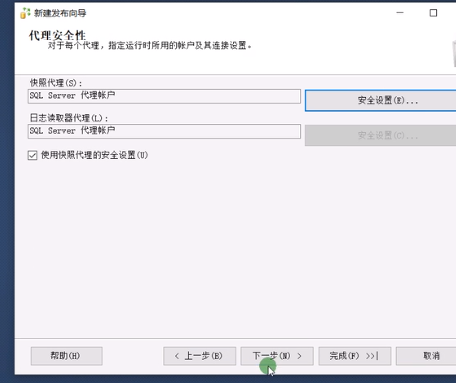 新建发布向导
代理安全性
对于每个代理，指定运行时所用的帐户及其连接设置。
快照代理(S):
SQL Server 代理帐户
安全设置(E)...
日志读取器代理(L):
SQL Server 代理帐户
安全设置(C)...
使用快照代理的安全设置(U)
帮助(H)
< 上一步(B)
下一步(N) >
完成(F) >>|
取消